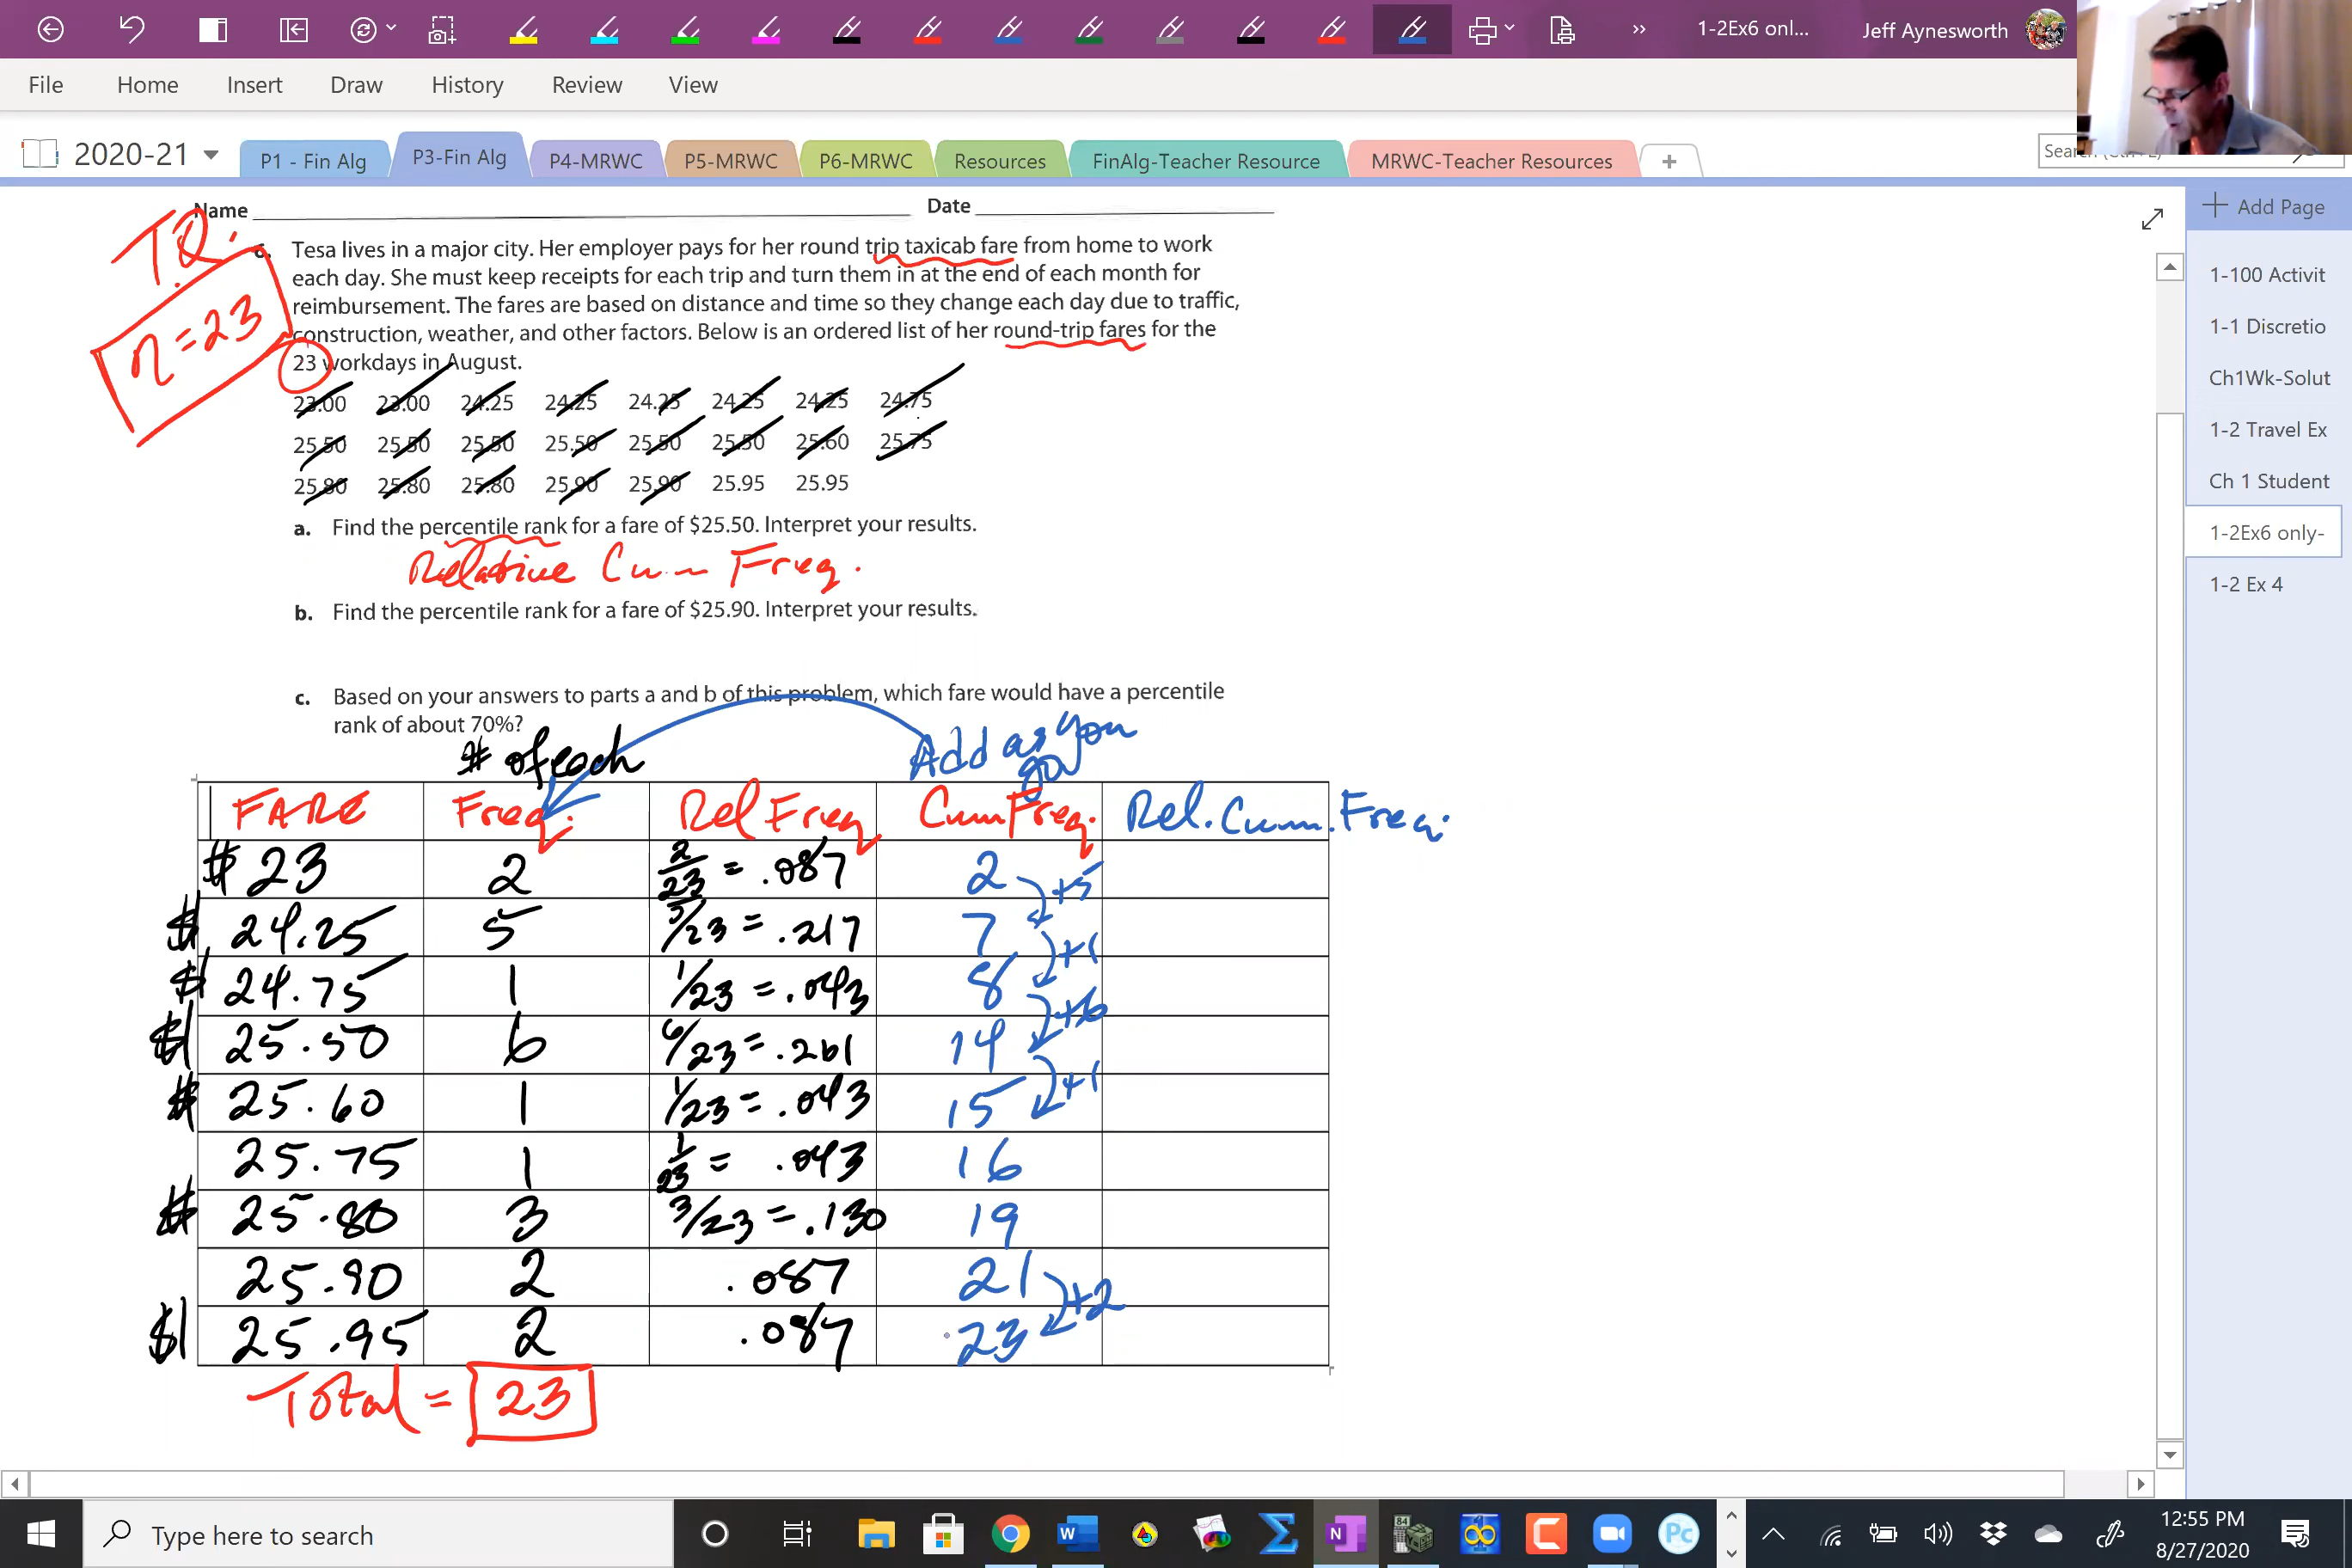 1-2Ex6 onl...
Jeff Aynesworth
File Home Insert Draw History Review View
2020-21
P1 - Fin Alg P3-Fin Alg P4-MRWC P5-MRWC P6-MRWC Resources FinAlg-Teacher Resource MRWC-Teacher Resources +
Add Page
1-100 Activit
1-1 Discretio
Ch1Wk-Solut
1-2 Travel Ex
Ch 1 Student
1-2Ex6 only-
1-2 Ex 4
Name Date
T.Q.
n=23
6. Tesa lives in a major city. Her employer pays for her round trip taxicab fare from home to work
each day. She must keep receipts for each trip and turn them in at the end of each month for
reimbursement. The fares are based on distance and time so they change each day due to traffic,
construction, weather, and other factors. Below is an ordered list of her round-trip fares for the
23 workdays in August.
23.00 23.00 24.25 24.25 24.25 24.25 24.25 24.75
25.50 25.50 25.50 25.50 25.50 25.50 25.60 25.75
25.80 25.80 25.80 25.90 25.90 25.95 25.95
a. Find the percentile rank for a fare of $25.50. Interpret your results.
Relative Cum Freq.
b. Find the percentile rank for a fare of $25.90. Interpret your results.
c. Based on your answers to parts a and b of this problem, which fare would have a percentile
rank of about 70%?
# of each Add as you
go
FARE Freq. Rel Freq. Cum Freq. Rel. Cum. Freq.
$ 23 2 2/23 = .087 2 +5
$ 24.25 5 5/23 = .217 7 +1
$ 24.75 1 1/23 = .043 8 +6
$ 25.50 6 6/23 = .261 14 +1
$ 25.60 1 1/23 = .043 15
25.75 1 1/23 = .043 16
$ 25.80 3 3/23 = .130 19
25.90 2 .087 21 +2
$ 25.95 2 .087 23
Total = 23
Type here to search
12:55 PM
8/27/2020